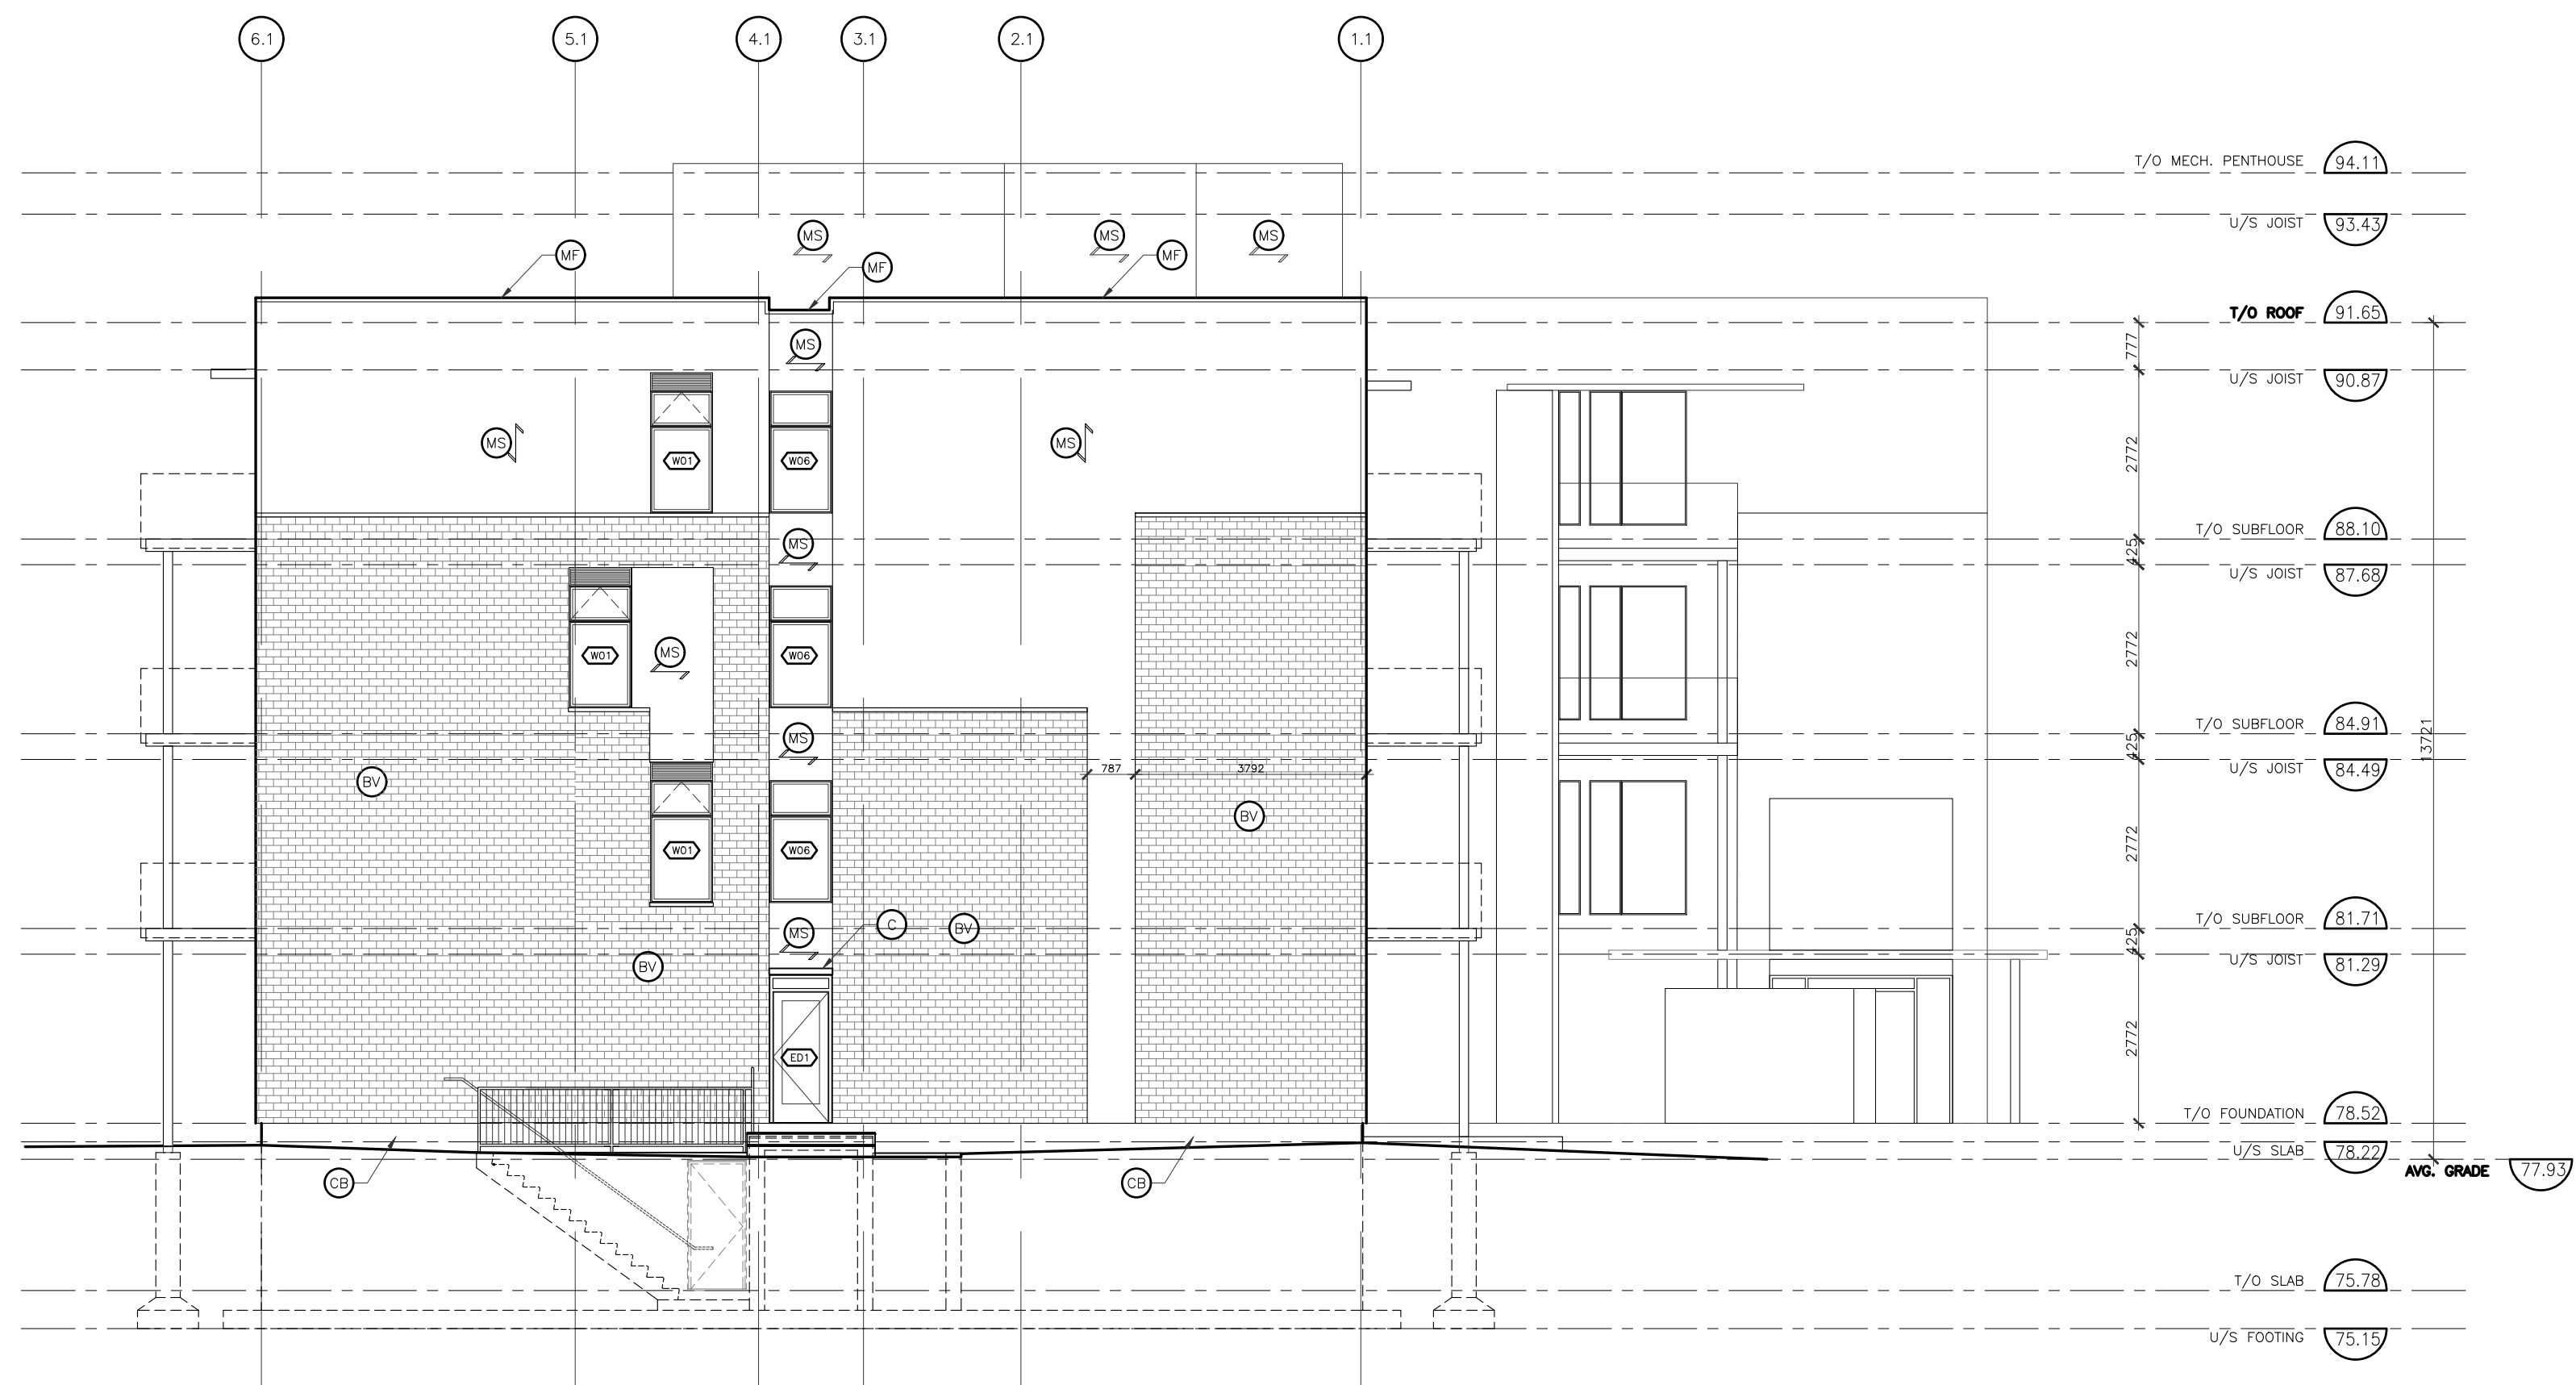 6.1 5.1 4.1 3.1 2.1 1.1
T/O MECH. PENTHOUSE 94.11
MS MS MS
U/S JOIST 93.43
MF MF MF
T/O ROOF 91.65
MS
777
U/S JOIST 90.87
MS MS
W01 W06
2772
T/O SUBFLOOR 88.10
MS
425
U/S JOIST 87.68
W01 MS W06
2772
T/O SUBFLOOR 84.91
MS
425
13721
U/S JOIST 84.49
787 3792
BV BV
W01 W06
2772
T/O SUBFLOOR 81.71
MS C BV
425
U/S JOIST 81.29
BV
2772
ED1
T/O FOUNDATION 78.52
U/S SLAB 78.22
AVG. GRADE 77.93
CB CB
T/O SLAB 75.78
U/S FOOTING 75.15